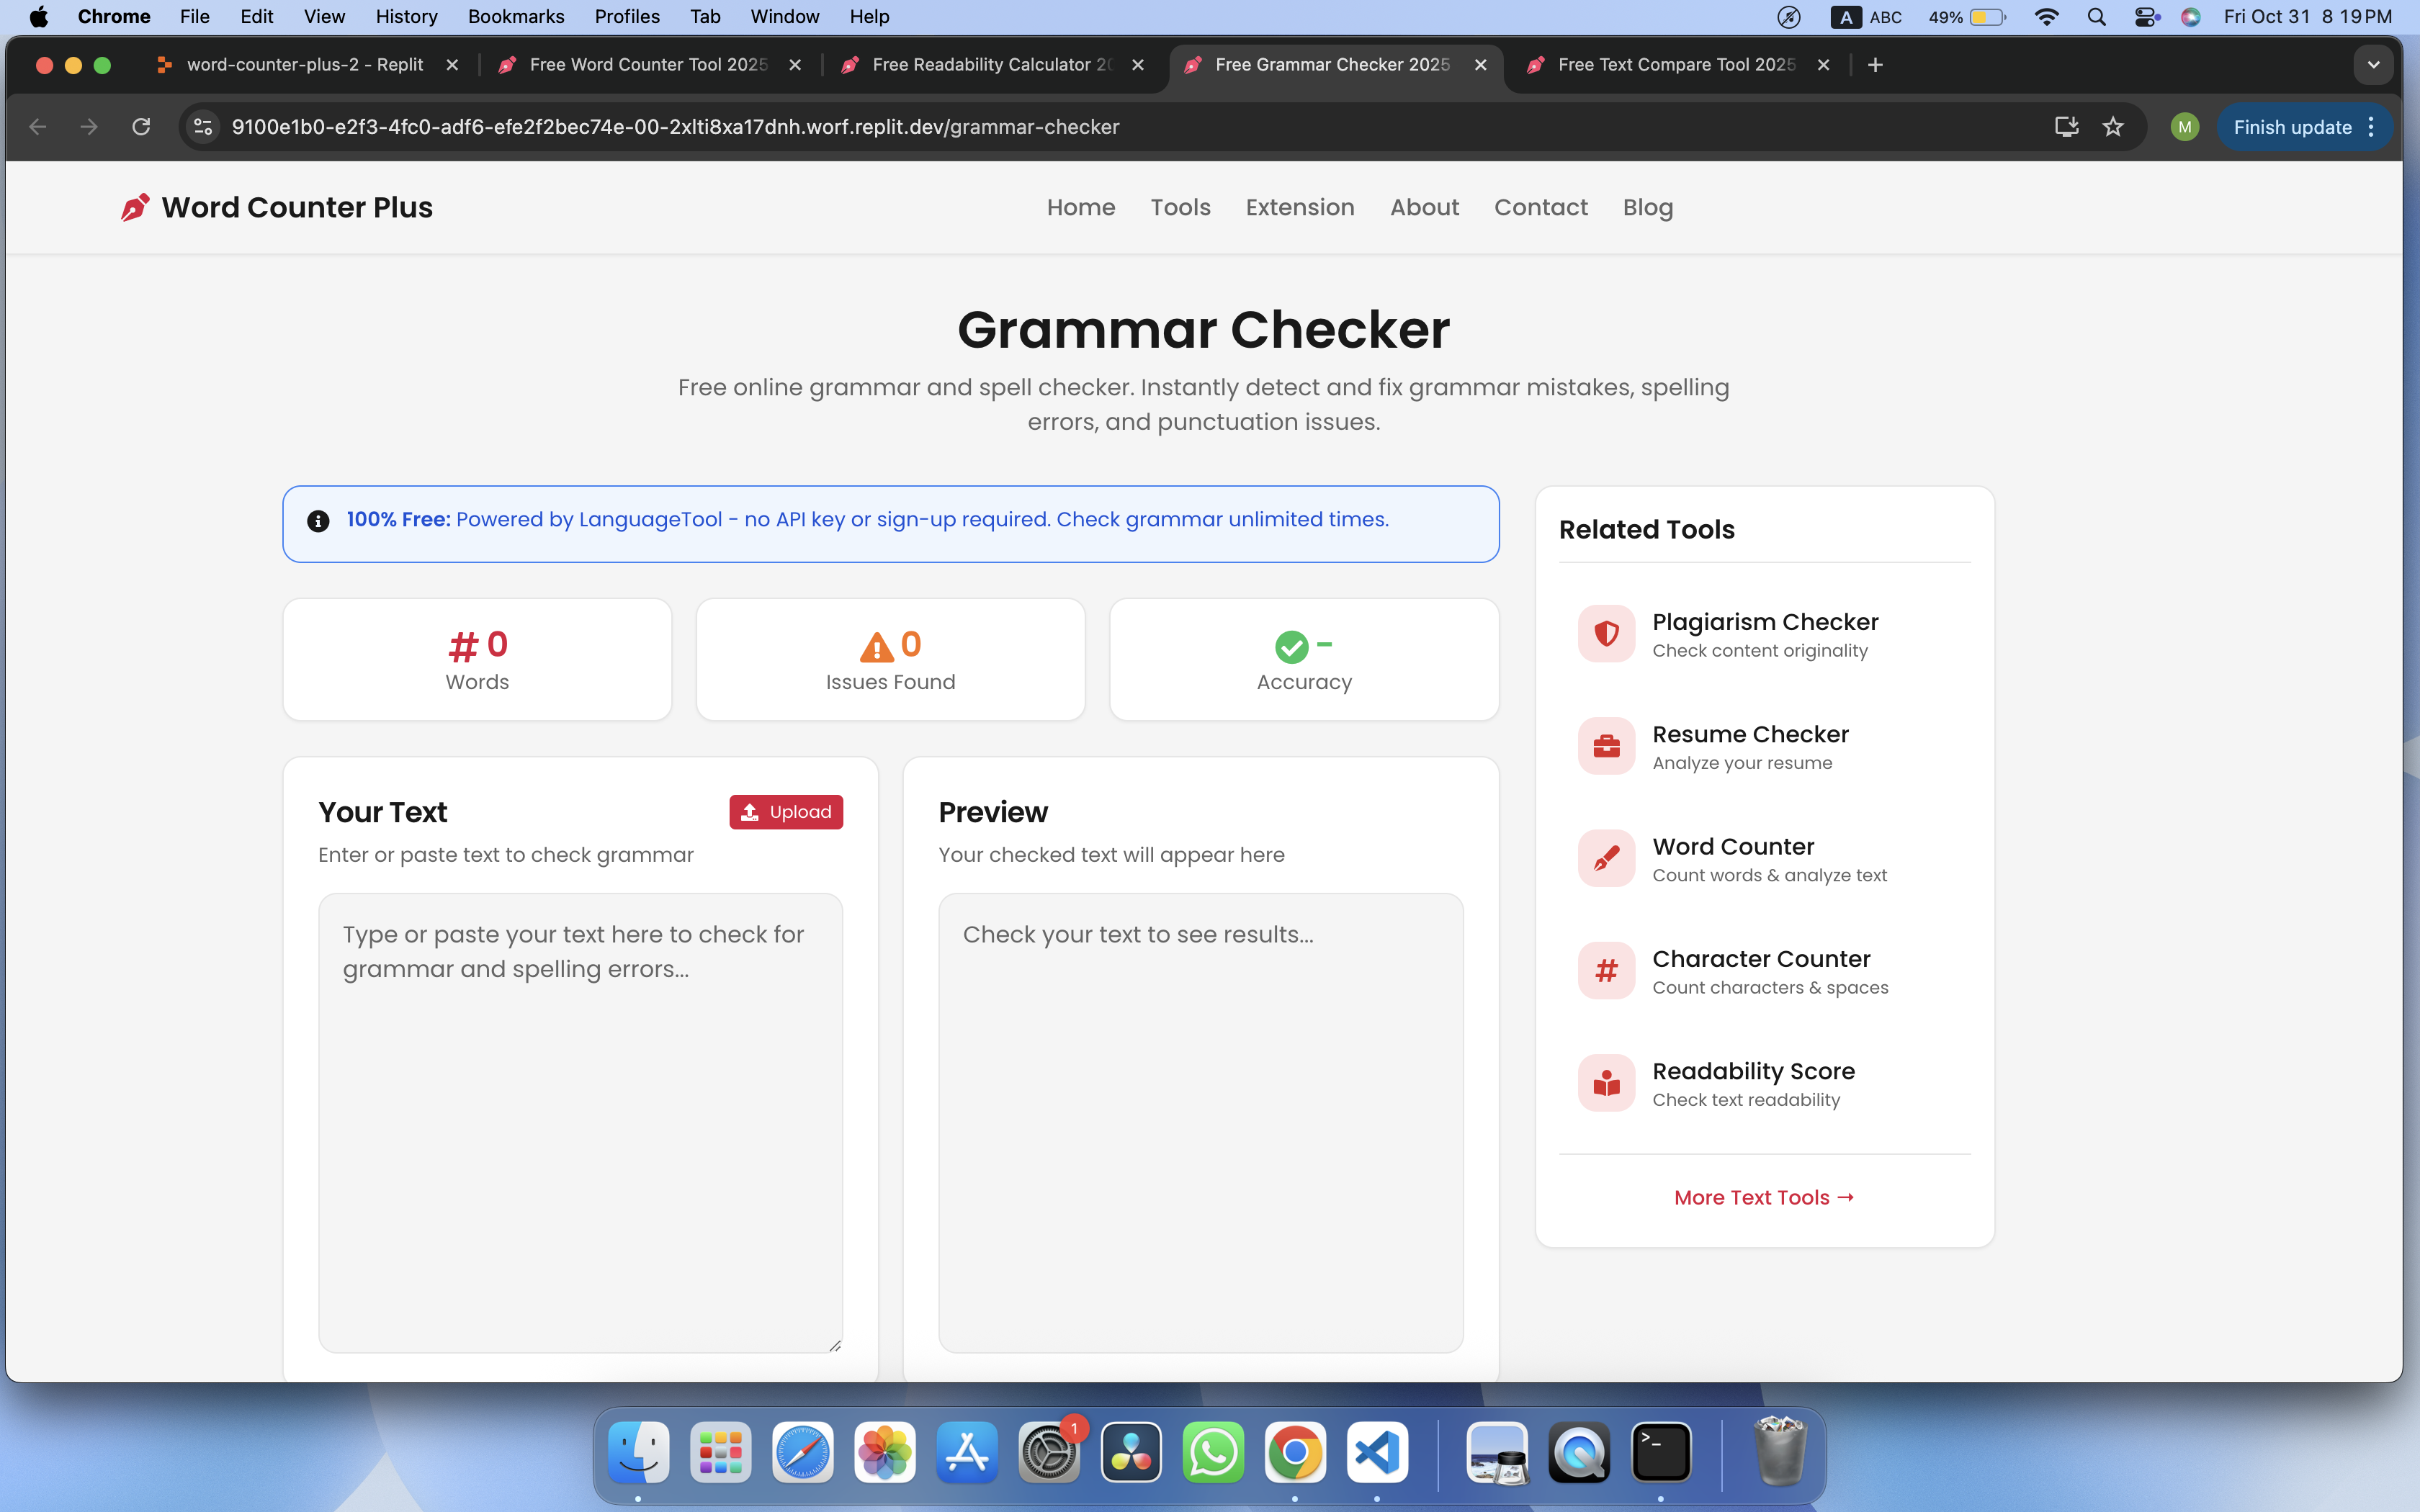 Chrome File Edit View History Bookmarks Profiles Tab Window Help
A ABC 49% Fri Oct 31 8 19 PM
word-counter-plus-2 - Replit
Free Word Counter Tool 2025
Free Readability Calculator 20
Free Grammar Checker 2025
Free Text Compare Tool 2025
9100e1b0-e2f3-4fc0-adf6-efe2f2bec74e-00-2xlti8xa17dnh.worf.replit.dev/grammar-checker
M
Finish update
Word Counter Plus
Home Tools Extension About Contact Blog
Grammar Checker
Free online grammar and spell checker. Instantly detect and fix grammar mistakes, spelling
errors, and punctuation issues.
100% Free: Powered by LanguageTool - no API key or sign-up required. Check grammar unlimited times.
# 0
Words
0
Issues Found
-
Accuracy
Your Text
Upload
Enter or paste text to check grammar
Type or paste your text here to check for
grammar and spelling errors...
Preview
Your checked text will appear here
Check your text to see results...
Related Tools
Plagiarism Checker
Check content originality
Resume Checker
Analyze your resume
Word Counter
Count words & analyze text
#
Character Counter
Count characters & spaces
Readability Score
Check text readability
More Text Tools →
1
>_